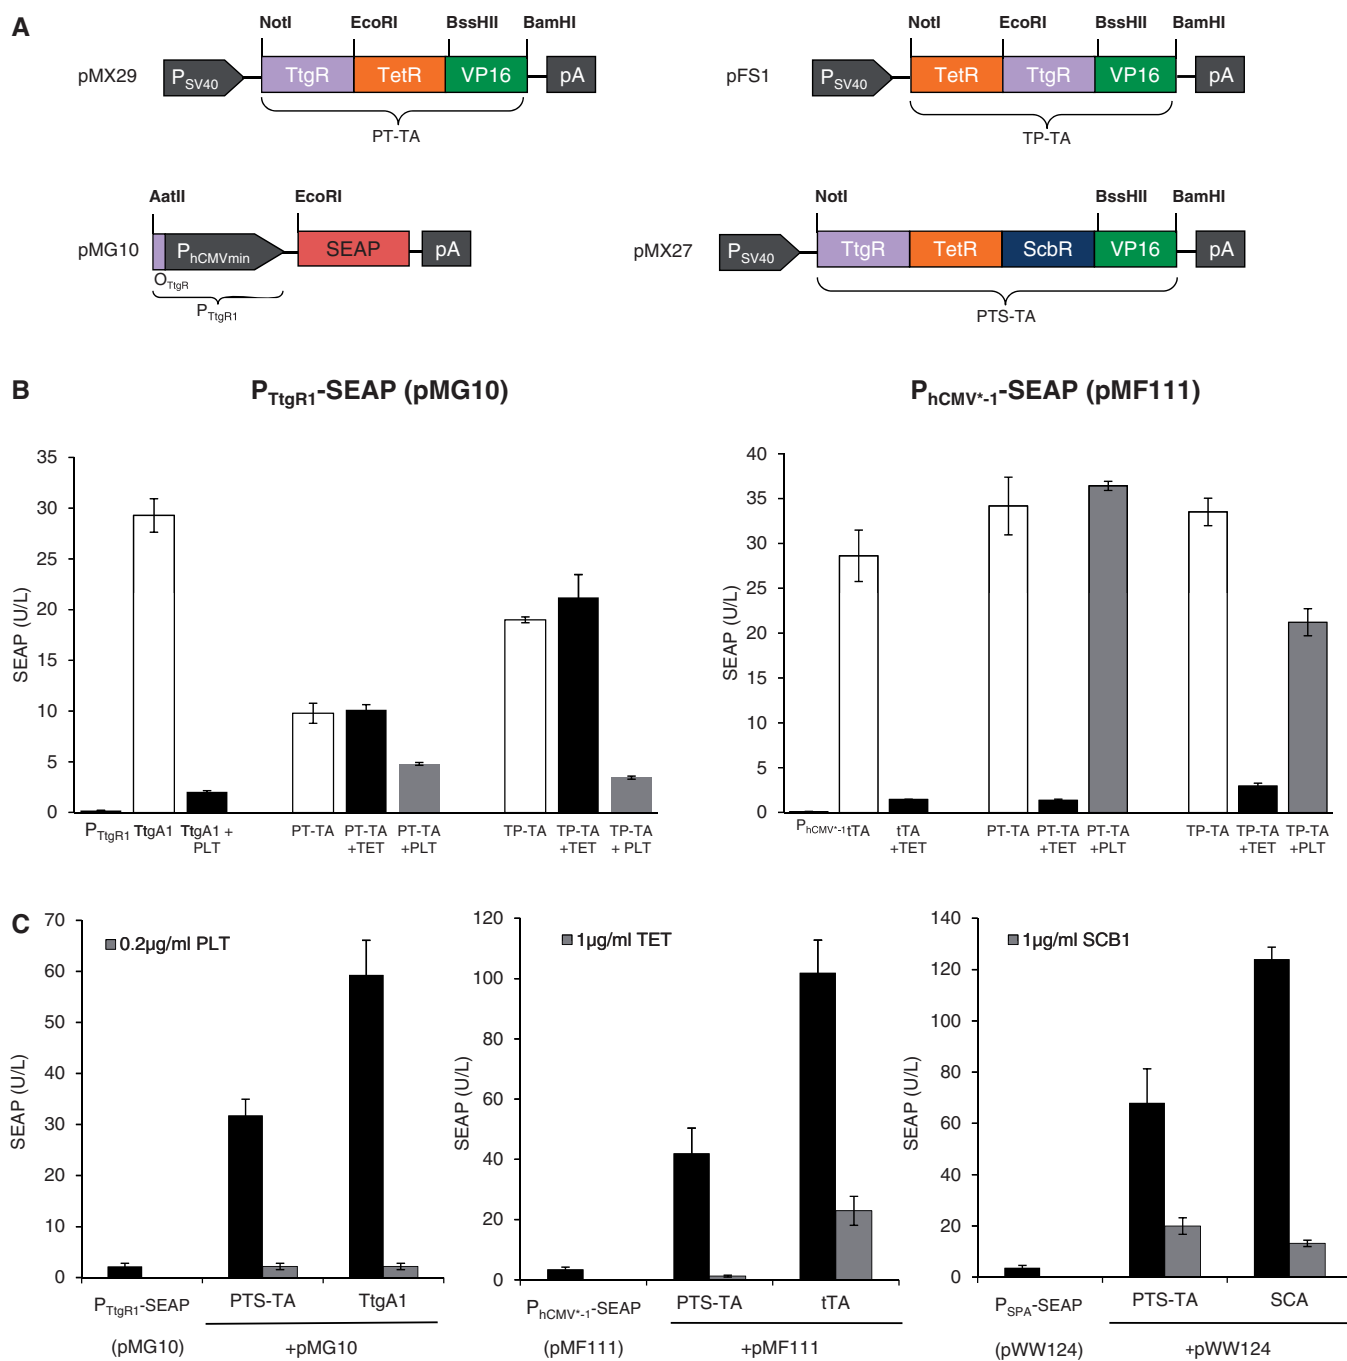 A
NotI EcoRI BssHII BamHI
pMX29 PSV40 TtgR TetR VP16 pA
PT-TA
NotI EcoRI BssHII BamHI
pFS1 PSV40 TetR TtgR VP16 pA
TP-TA
AatII EcoRI
pMG10 PhCMVmin SEAP pA
OTtgR
PTtgR1
NotI BssHII BamHI
pMX27 PSV40 TtgR TetR ScbR VP16 pA
PTS-TA
B
PTtgR1-SEAP (pMG10)
SEAP (U/L)
35
30
25
20
15
10
5
0
PTtgR1 TtgA1 TtgA1 + PT-TA PT-TA PT-TA TP-TA TP-TA TP-TA
PLT +TET +PLT +TET + PLT
PhCMV*-1-SEAP (pMF111)
SEAP (U/L)
40
35
30
25
20
15
10
5
0
PhCMV*-1 tTA tTA PT-TA PT-TA PT-TA TP-TA TP-TA TP-TA
+TET +TET +PLT +TET +PLT
C
SEAP (U/L)
70
60
50
40
30
20
10
0
0.2µg/ml PLT
PTtgR1-SEAP PTS-TA TtgA1
(pMG10) +pMG10
SEAP (U/L)
120
100
80
60
40
20
0
1µg/ml TET
PhCMV*-1-SEAP PTS-TA tTA
(pMF111) +pMF111
SEAP (U/L)
140
120
100
80
60
40
20
0
1µg/ml SCB1
PSPA-SEAP PTS-TA SCA
(pWW124) +pWW124